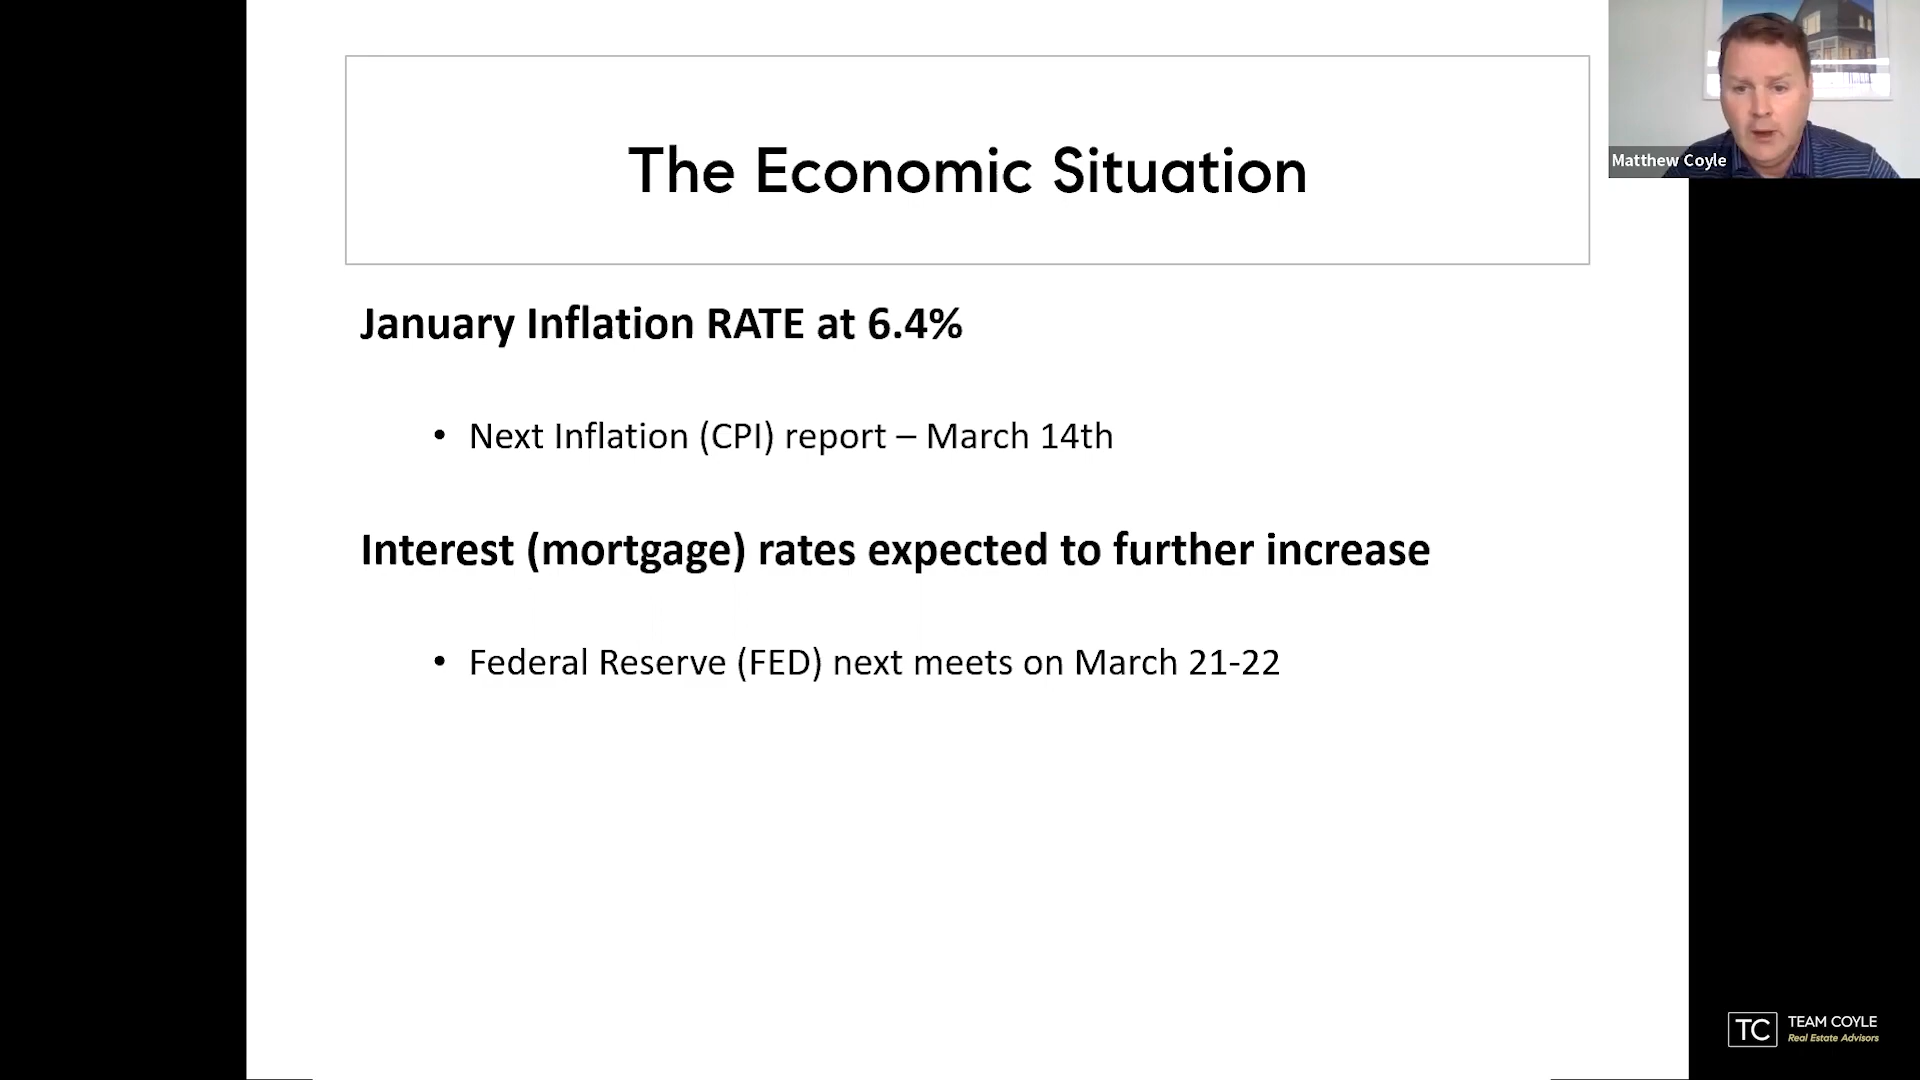 The Economic Situation
January Inflation RATE at 6.4%
• Next Inflation (CPI) report – March 14th
Interest (mortgage) rates expected to further increase
• Federal Reserve (FED) next meets on March 21-22
Matthew Coyle
TC
TEAM COYLE
Real Estate Advisors